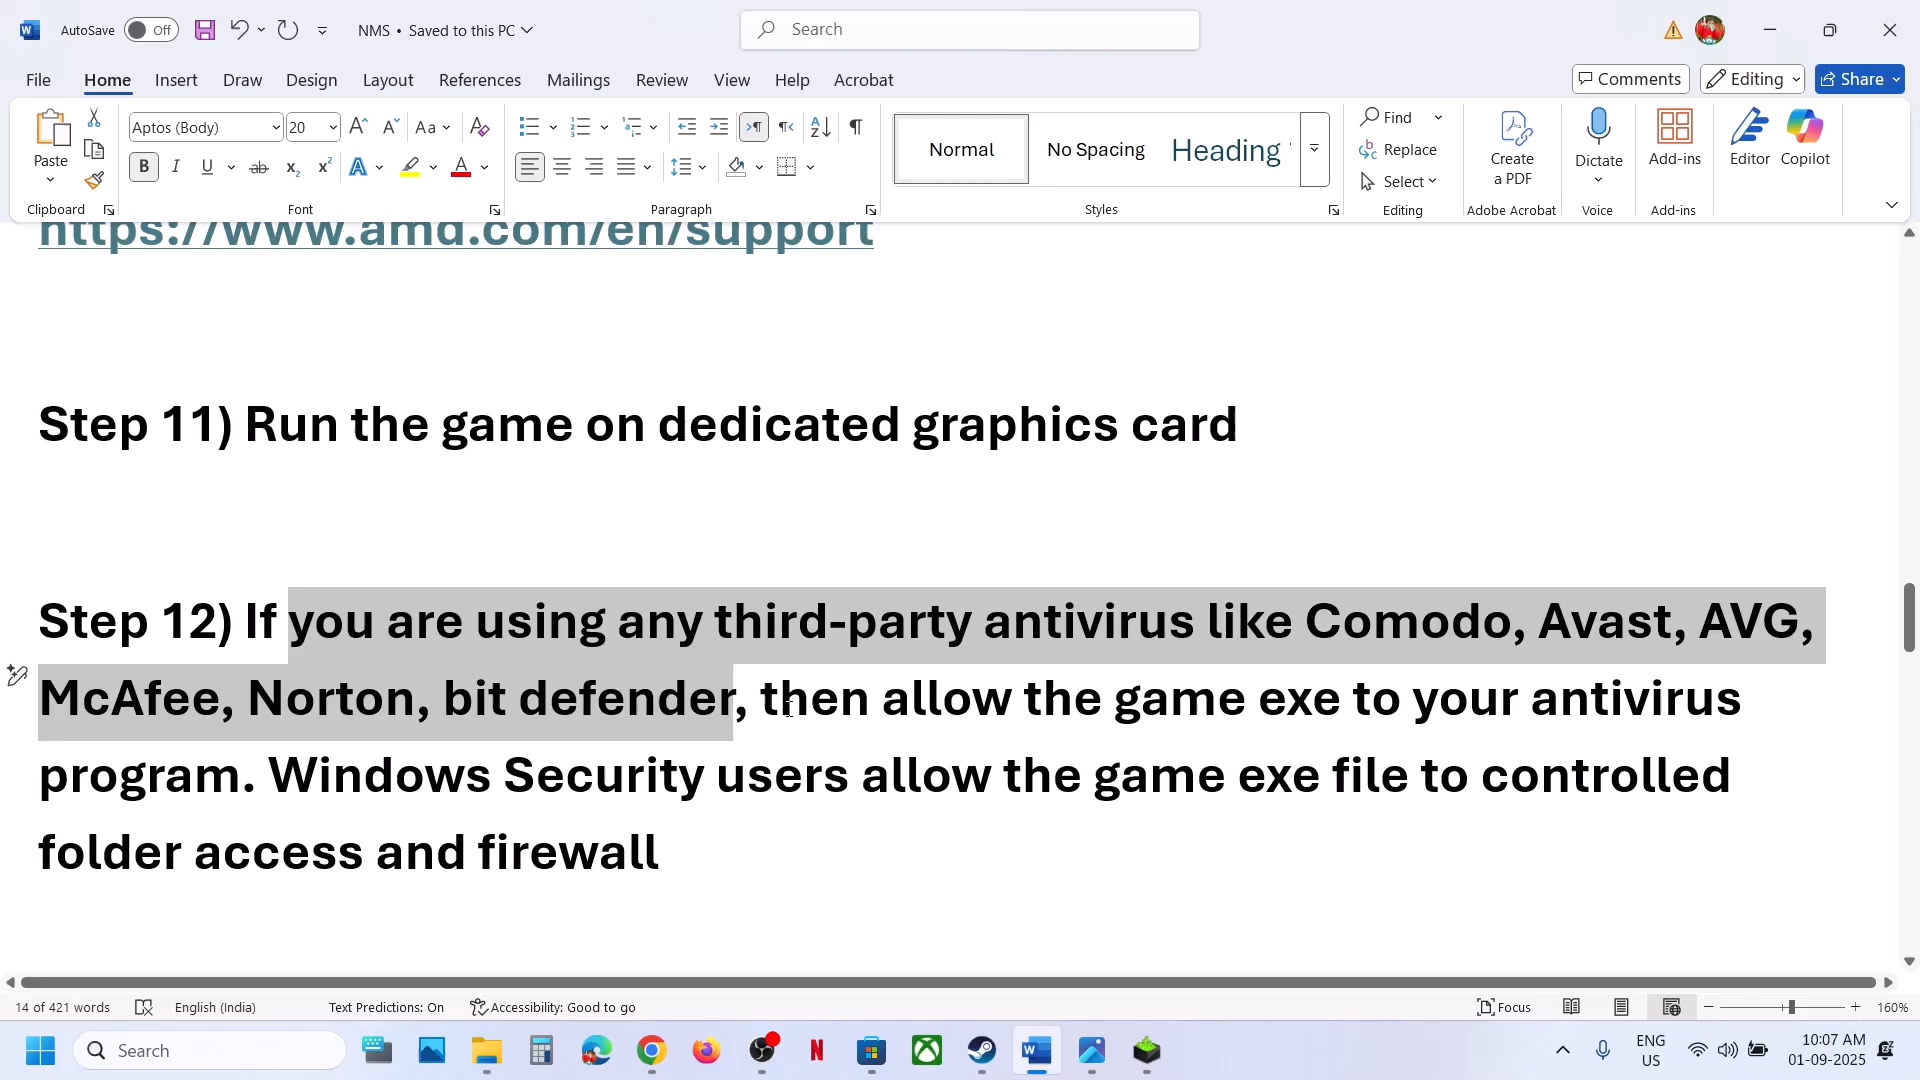 AutoSave Off NMS • Saved to this PC Search
File Home Insert Draw Design Layout References Mailings Review View Help Acrobat Comments Editing Share
Paste Aptos (Body) 20 Normal No Spacing Heading Find Replace Select Create a PDF Dictate Add-ins Editor Copilot
Clipboard Font Paragraph Styles Editing Adobe Acrobat Voice Add-ins
https://www.amd.com/en/support
Step 11) Run the game on dedicated graphics card
Step 12) If you are using any third-party antivirus like Comodo, Avast, AVG,
McAfee, Norton, bit defender, then allow the game exe to your antivirus
program. Windows Security users allow the game exe file to controlled
folder access and firewall
14 of 421 words English (India) Text Predictions: On Accessibility: Good to go Focus 160%
Search ENG US 10:07 AM 01-09-2025